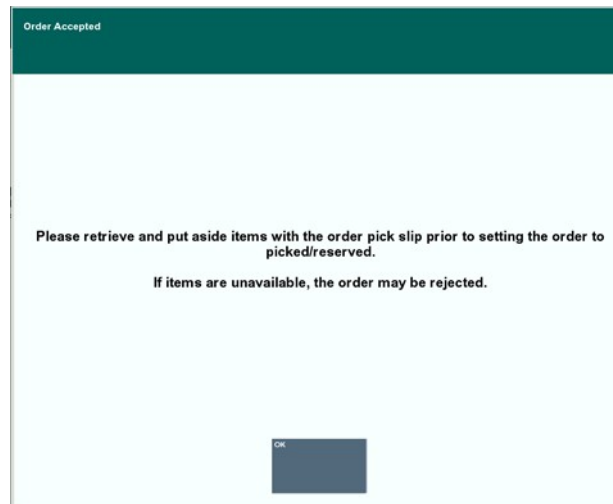 Order Accepted
Please retrieve and put aside items with the order pick slip prior to setting the order to
picked/reserved.
If items are unavailable, the order may be rejected.
OK